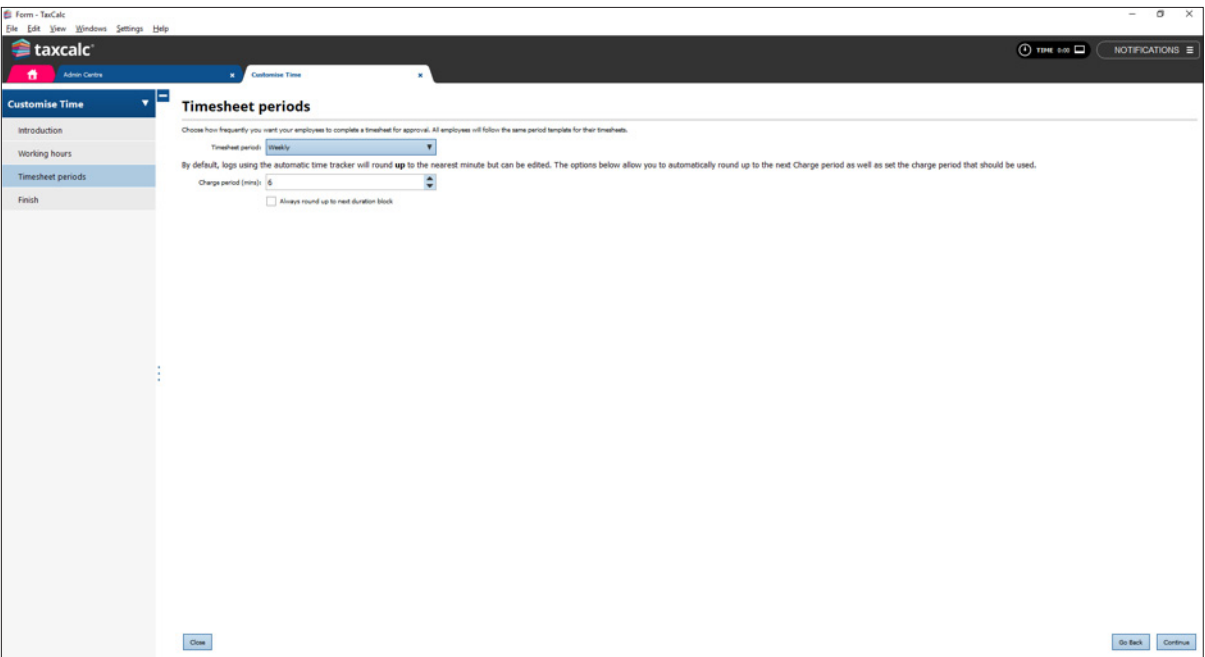 Form - TaxCalc
File Edit View Windows Settings Help
taxcalc
TIME 0:00
NOTIFICATIONS
Admin Centre
Customise Time
Customise Time
Introduction
Working hours
Timesheet periods
Finish
Timesheet periods
Choose how frequently you want your employees to complete a timesheet for approval. All employees will follow the same period template for their timesheets.
Timesheet period: Weekly
By default, logs using the automatic time tracker will round up to the nearest minute but can be edited. The options below allow you to automatically round up to the next Charge period as well as set the charge period that should be used.
Charge period (mins): 6
Always round up to next duration block
Close
Go Back
Continue